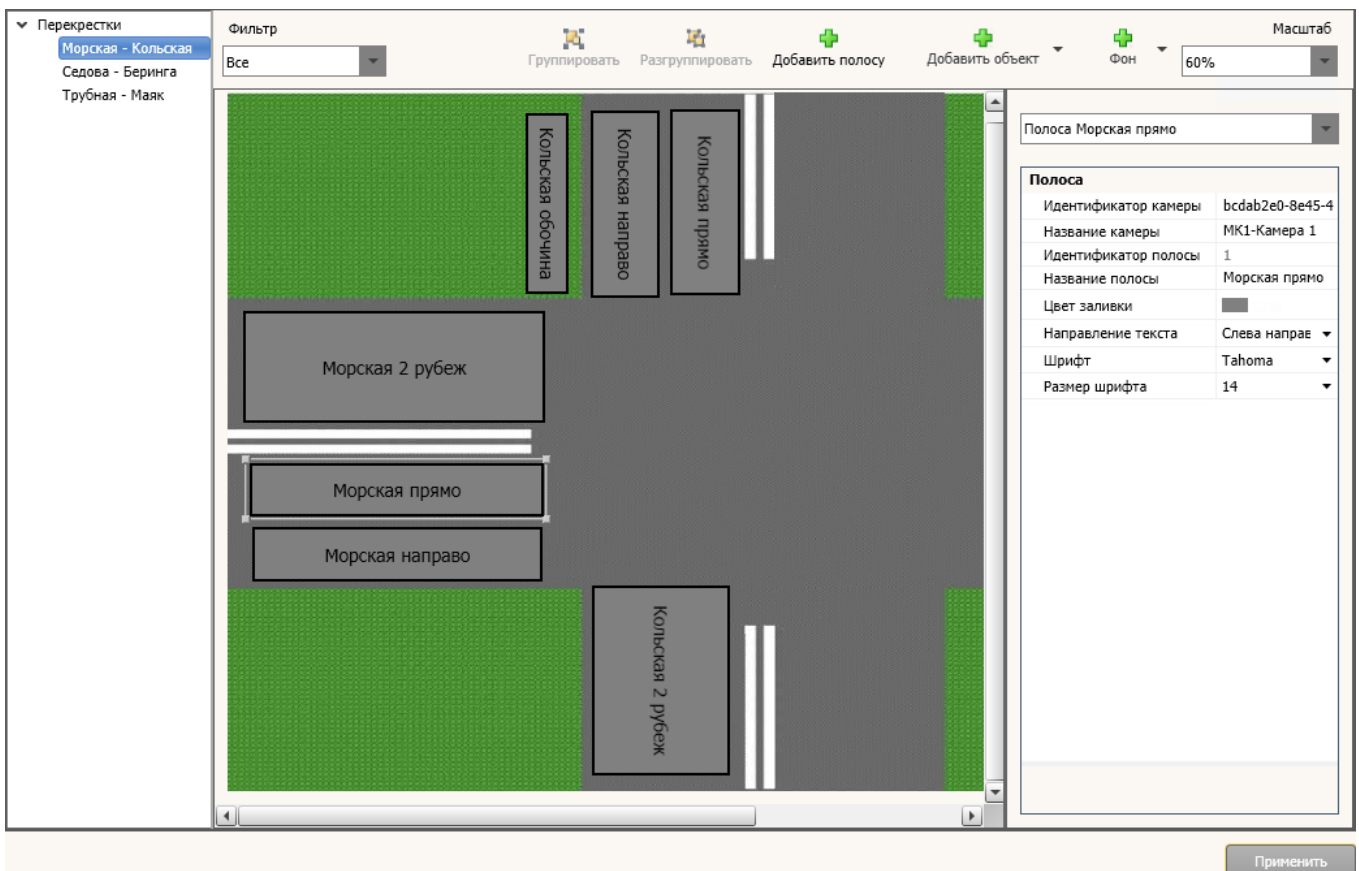 Перекрестки
Морская - Кольская
Седова - Беринга
Трубная - Маяк
Фильтр
Все
Группировать
Разгруппировать
Добавить полосу
Добавить объект
Фон
Масштаб
60%
Кольская обочина
Кольская направо
Кольская прямо
Морская 2 рубеж
Морская прямо
Морская направо
Кольская 2 рубеж
Полоса Морская прямо
Полоса
Идентификатор камеры bcdab2e0-8e45-4
Название камеры МК1-Камера 1
Идентификатор полосы 1
Название полосы Морская прямо
Цвет заливки
Направление текста Слева направ
Шрифт Tahoma
Размер шрифта 14
Применить